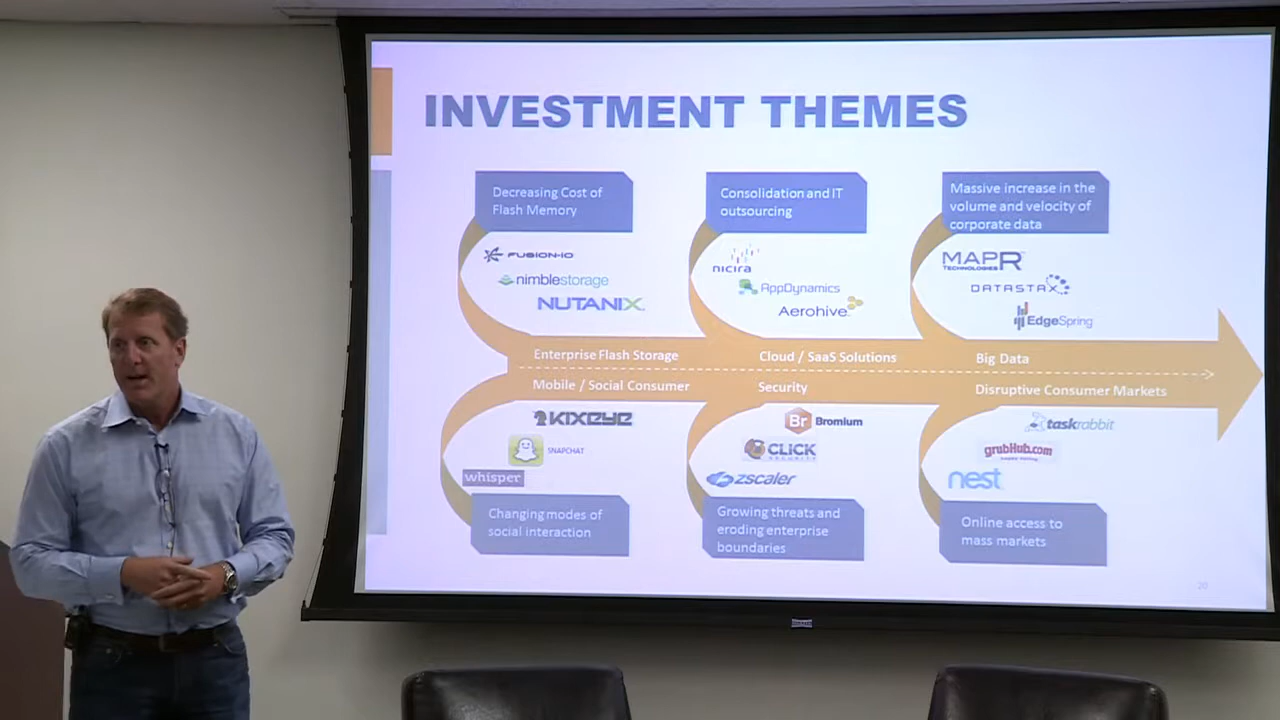 INVESTMENT THEMES
Decreasing Cost of
Flash Memory
FUSION-iO
nimblestorage
NUTANIX
Consolidation and IT
outsourcing
nicira
AppDynamics
Aerohive
Massive increase in the
volume and velocity of
corporate data
MAPR
TECHNOLOGIES
DATASTAX
EdgeSpring
Enterprise Flash Storage
Cloud / SaaS Solutions
Big Data
Mobile / Social Consumer
Security
Disruptive Consumer Markets
KIXEYE
SNAPCHAT
whisper
Changing modes of
social interaction
Br Bromium
CLICK
SECURITY
zscaler
Growing threats and
eroding enterprise
boundaries
taskrabbit
grubHub.com
nest
Online access to
mass markets
20